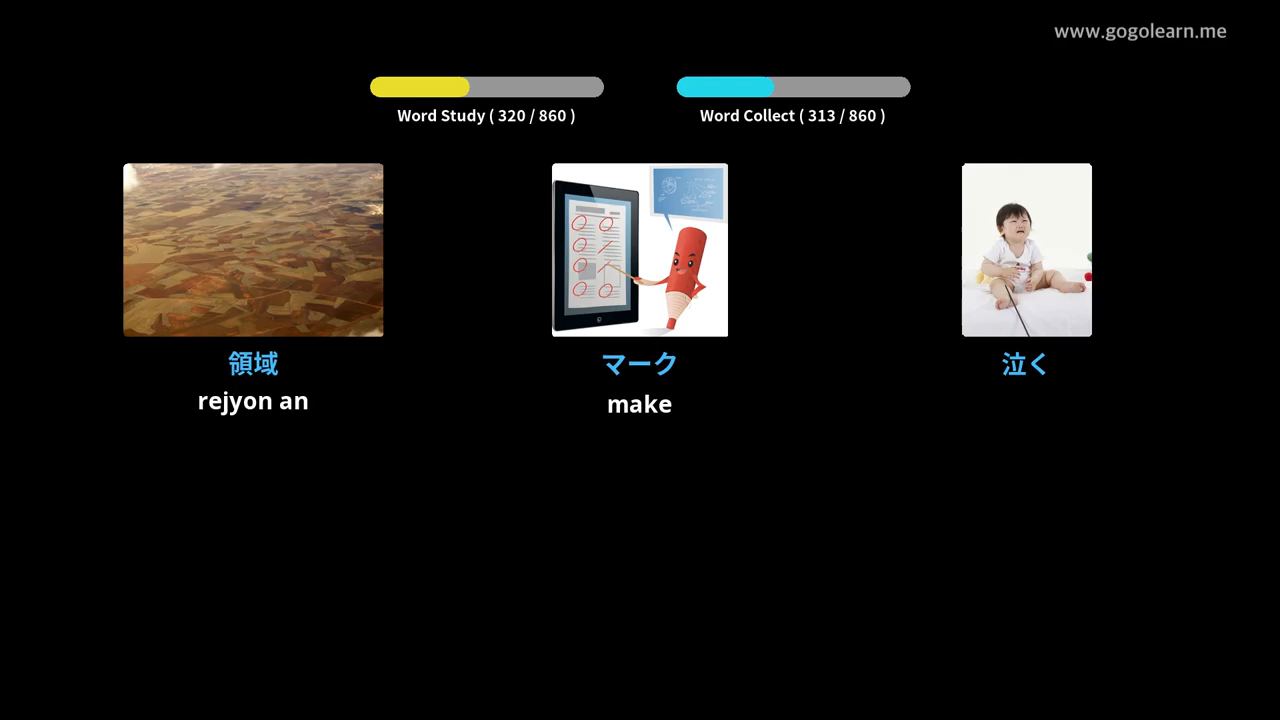 www.gogolearn.me
Word Study ( 320 / 860 )
Word Collect ( 313 / 860 )
領域
マーク
泣く
rejyon an
make